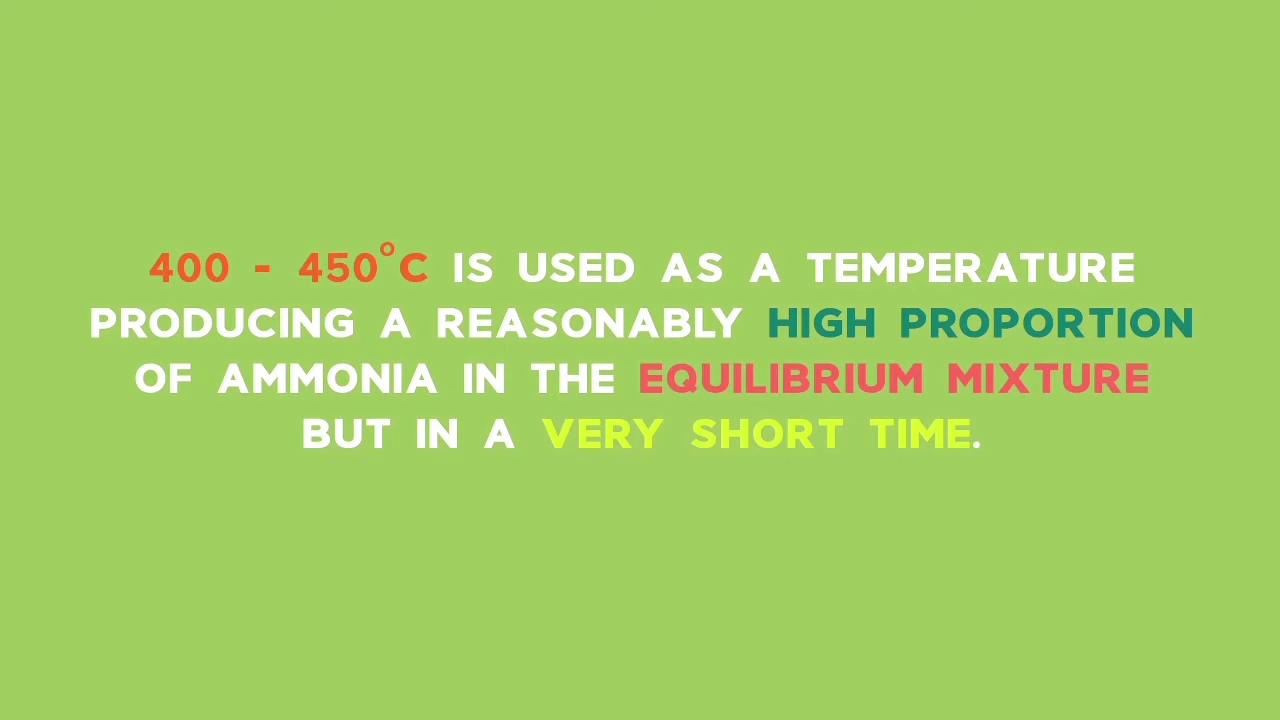 400 - 450°C IS USED AS A TEMPERATURE
PRODUCING A REASONABLY HIGH PROPORTION
OF AMMONIA IN THE EQUILIBRIUM MIXTURE
BUT IN A VERY SHORT TIME.